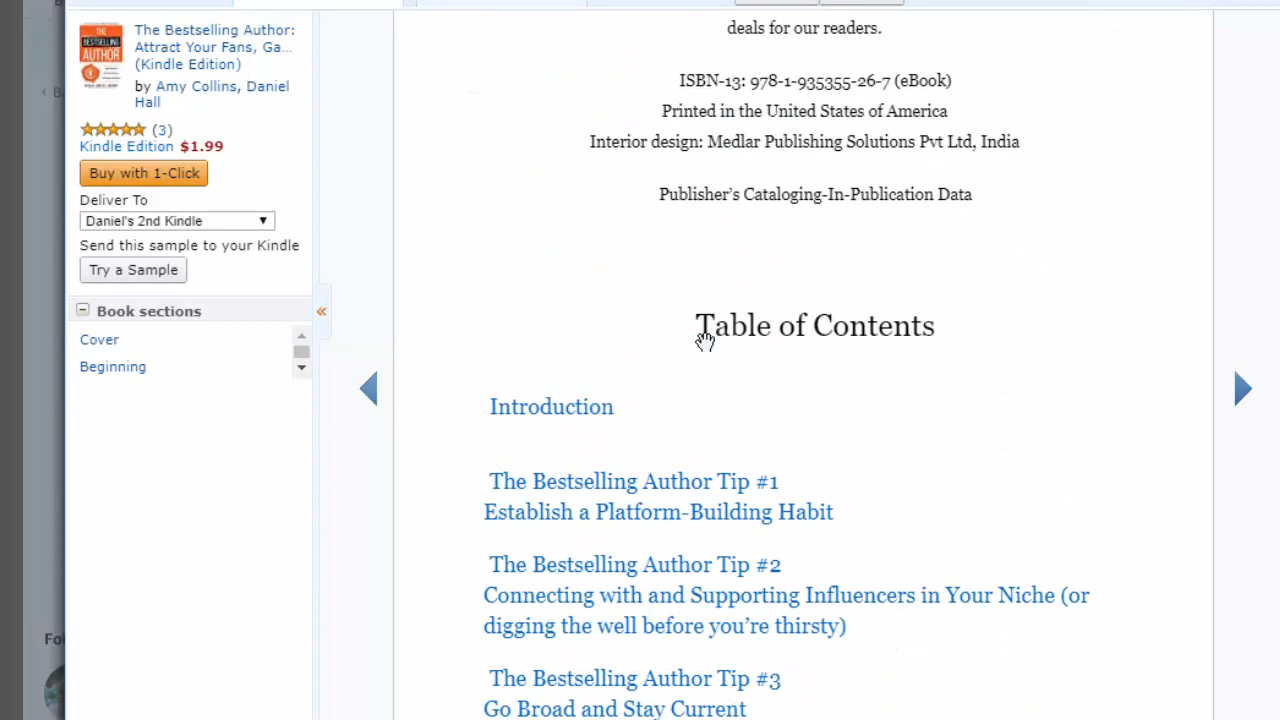 The Bestselling Author:
Attract Your Fans, Ga...
(Kindle Edition)
by Amy Collins, Daniel
Hall
(3)
Kindle Edition $1.99
Buy with 1-Click
Deliver To
Daniel's 2nd Kindle
Send this sample to your Kindle
Try a Sample
Book sections
Cover
Beginning
THE
BESTSELLING
AUTHOR
deals for our readers.
ISBN-13: 978-1-935355-26-7 (eBook)
Printed in the United States of America
Interior design: Medlar Publishing Solutions Pvt Ltd, India
Publisher’s Cataloging-In-Publication Data
Table of Contents
Introduction
The Bestselling Author Tip #1
Establish a Platform-Building Habit
The Bestselling Author Tip #2
Connecting with and Supporting Influencers in Your Niche (or
digging the well before you’re thirsty)
The Bestselling Author Tip #3
Go Broad and Stay Current